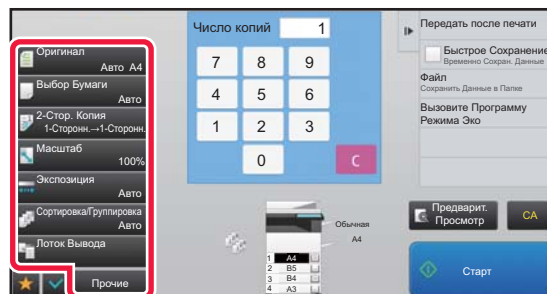 Оригинал
Авто A4
Выбор Бумаги
Авто
2-Стор. Копия
1-Сторонн.→1-Сторонн.
Масштаб
100%
Экспозиция
Авто
Сортировка/Группировка
Авто
Лоток Вывода
Прочие
Число копий 1
7 8 9
4 5 6
1 2 3
0 C
Обычная
A4
1 A4
2 B5
3 B4
4 A3
Передать после печати
Быстрое Сохранение
Временно Сохран. Данные
Файл
Сохранить Данные в Папке
Вызовите Программу
Режима Эко
Предварит.
Просмотр
CA
Старт